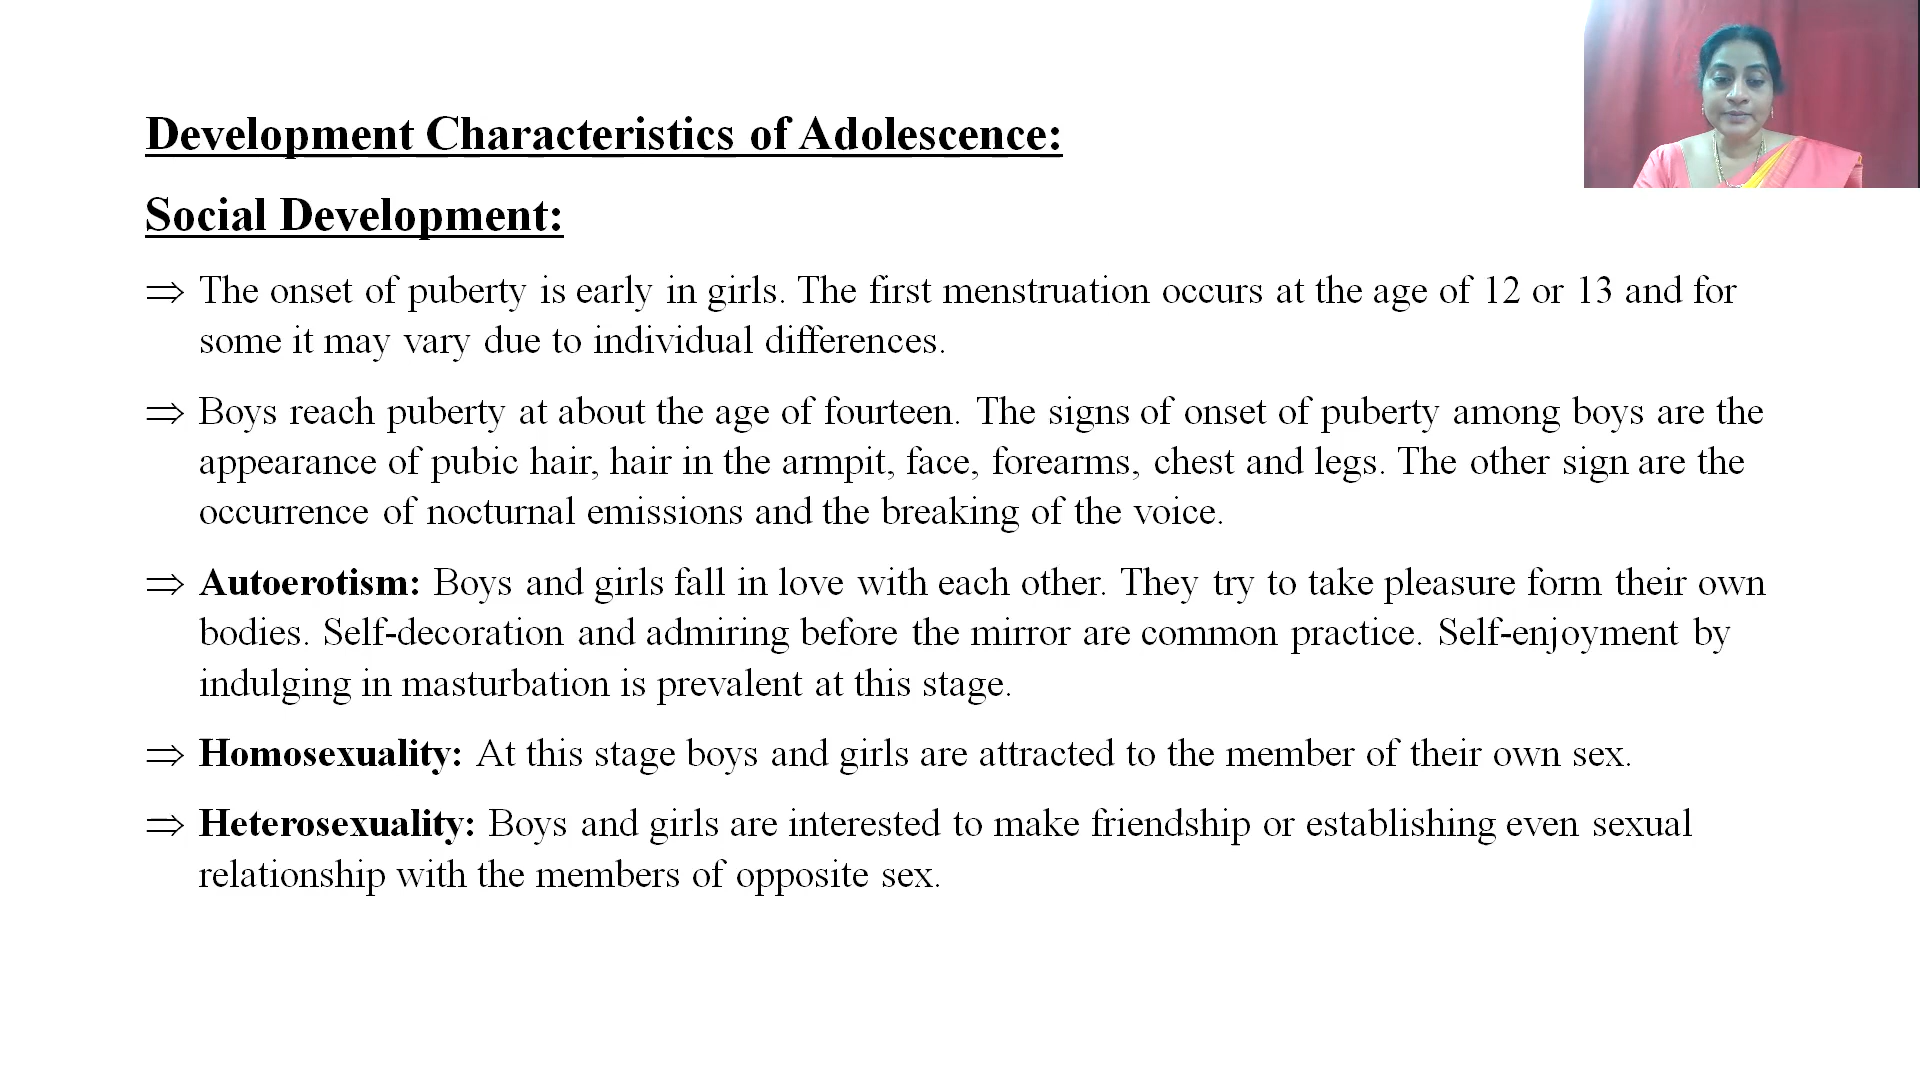 Development Characteristics of Adolescence:
Social Development:
⇒ The onset of puberty is early in girls. The first menstruation occurs at the age of 12 or 13 and for
some it may vary due to individual differences.
⇒ Boys reach puberty at about the age of fourteen. The signs of onset of puberty among boys are the
appearance of pubic hair, hair in the armpit, face, forearms, chest and legs. The other sign are the
occurrence of nocturnal emissions and the breaking of the voice.
⇒ Autoerotism: Boys and girls fall in love with each other. They try to take pleasure form their own
bodies. Self-decoration and admiring before the mirror are common practice. Self-enjoyment by
indulging in masturbation is prevalent at this stage.
⇒ Homosexuality: At this stage boys and girls are attracted to the member of their own sex.
⇒ Heterosexuality: Boys and girls are interested to make friendship or establishing even sexual
relationship with the members of opposite sex.